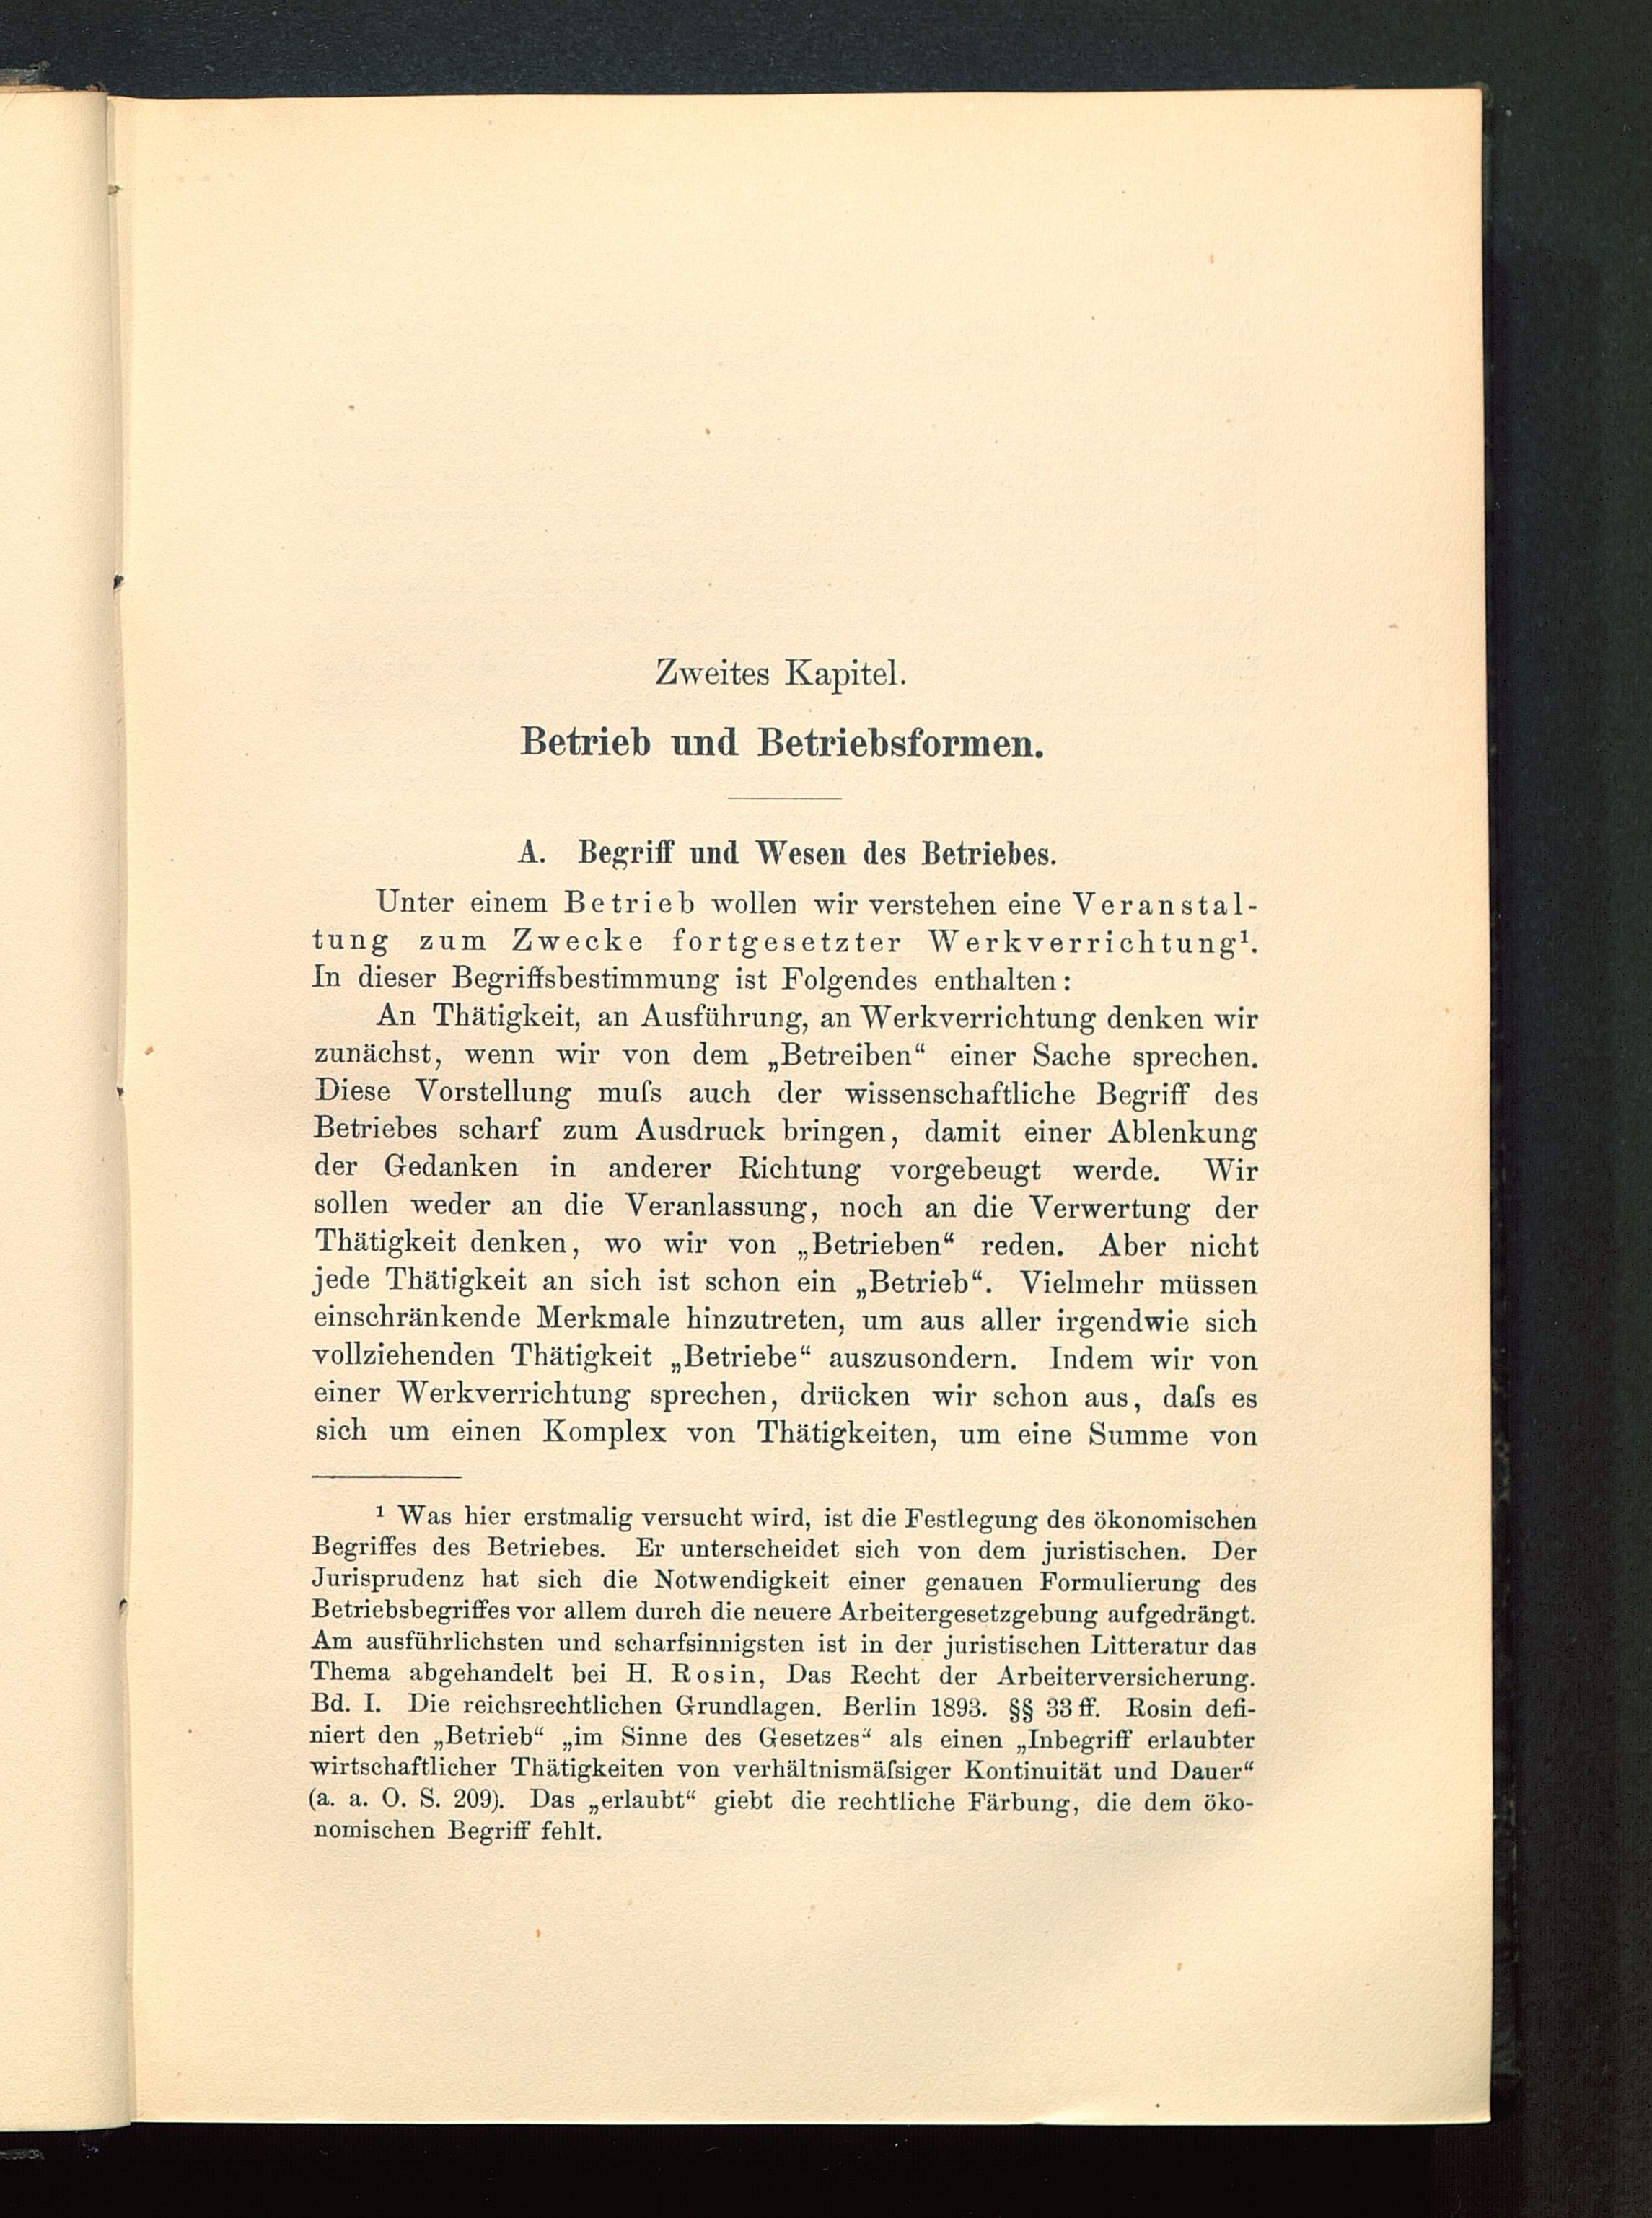 Zweites Kapitel.
Betrieb und Betriebsformen.
A. Begriff und Wesen des Betriebes.
Unter einem Betrieb wollen wir verstehen eine Veranstal-
tung zum Zwecke fortgesetzter Werkverrichtung¹.
In dieser Begriffsbestimmung ist Folgendes enthalten:
An Thätigkeit, an Ausführung, an Werkverrichtung denken wir
zunächst, wenn wir von dem „Betreiben“ einer Sache sprechen.
Diese Vorstellung muſs auch der wissenschaftliche Begriff des
Betriebes scharf zum Ausdruck bringen, damit einer Ablenkung
der Gedanken in anderer Richtung vorgebeugt werde. Wir
sollen weder an die Veranlassung, noch an die Verwertung der
Thätigkeit denken, wo wir von „Betrieben“ reden. Aber nicht
jede Thätigkeit an sich ist schon ein „Betrieb“. Vielmehr müssen
einschränkende Merkmale hinzutreten, um aus aller irgendwie sich
vollziehenden Thätigkeit „Betriebe“ auszusondern. Indem wir von
einer Werkverrichtung sprechen, drücken wir schon aus, daſs es
sich um einen Komplex von Thätigkeiten, um eine Summe von
¹ Was hier erstmalig versucht wird, ist die Festlegung des ökonomischen
Begriffes des Betriebes. Er unterscheidet sich von dem juristischen. Der
Jurisprudenz hat sich die Notwendigkeit einer genauen Formulierung des
Betriebsbegriffes vor allem durch die neuere Arbeitergesetzgebung aufgedrängt.
Am ausführlichsten und scharfsinnigsten ist in der juristischen Litteratur das
Thema abgehandelt bei H. Rosin, Das Recht der Arbeiterversicherung.
Bd. I. Die reichsrechtlichen Grundlagen. Berlin 1893. §§ 33 ff. Rosin defi-
niert den „Betrieb“ „im Sinne des Gesetzes“ als einen „Inbegriff erlaubter
wirtschaftlicher Thätigkeiten von verhältnismäſsiger Kontinuität und Dauer“
(a. a. O. S. 209). Das „erlaubt“ giebt die rechtliche Färbung, die dem öko-
nomischen Begriff fehlt.